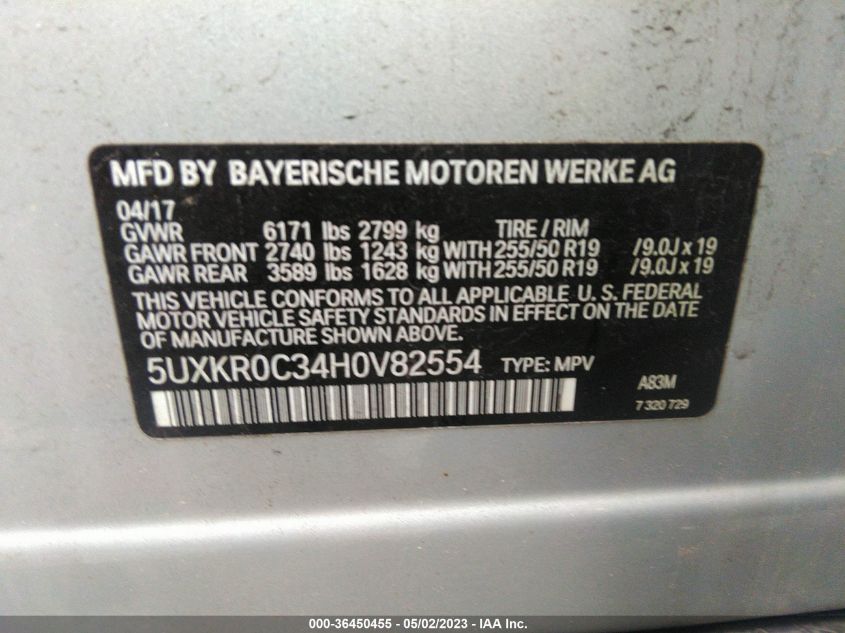 MFD BY BAYERISCHE MOTOREN WERKE AG
04/17
GVWR 6171 lbs 2799 kg TIRE / RIM
GAWR FRONT 2740 lbs 1243 kg WITH 255/50 R19 /9.0J x 19
GAWR REAR 3589 lbs 1628 kg WITH 255/50 R19 /9.0J x 19
THIS VEHICLE CONFORMS TO ALL APPLICABLE U. S. FEDERAL
MOTOR VEHICLE SAFETY STANDARDS IN EFFECT ON THE DATE
OF MANUFACTURE SHOWN ABOVE.
5UXKR0C34H0V82554 TYPE: MPV
A83M
7 320 729
000-36450455 - 05/02/2023 - IAA Inc.